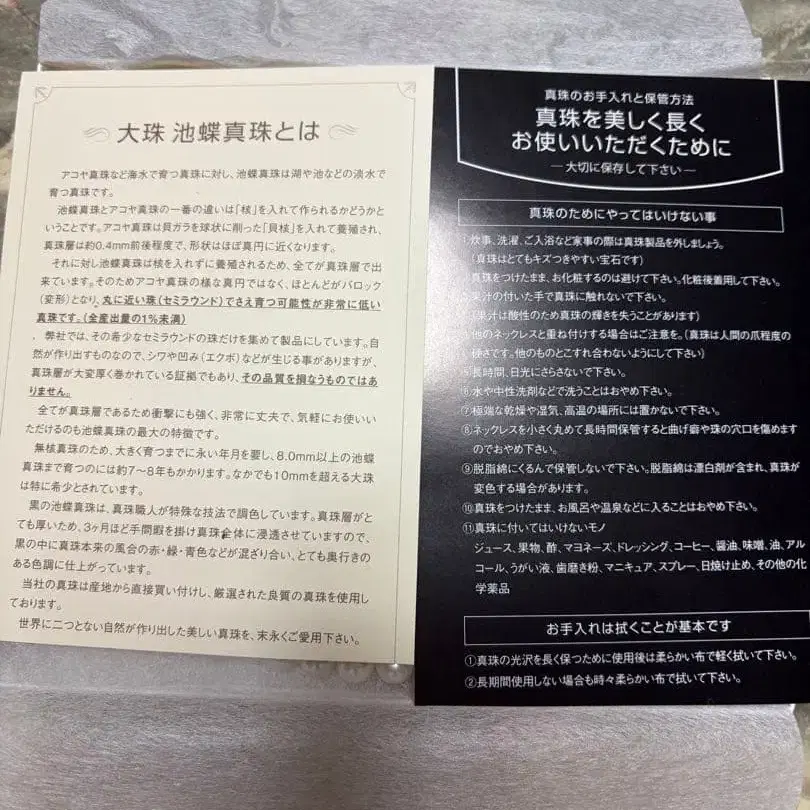 大珠 池蝶真珠とは
アコヤ真珠など海水で育つ真珠に対し、池蝶真珠は湖や池などの淡水で
育つ真珠です。
池蝶真珠とアコヤ真珠の一番の違いは「核」を入れて作られるかどうかと
いうことです。アコヤ真珠は貝ガラを球状に削った「貝核」を入れて養殖され、
真珠層は約0.4mm前後程度で、形状はほぼ真円に近くなります。
それに対し池蝶真珠は核を入れずに養殖されるため、全てが真珠層で出
来ています。そのためアコヤ真珠の様な真円ではなく、ほとんどがバロック
(変形)となり、丸に近い珠(セミラウンド)でさえ育つ可能性が非常に低い
真珠です。(全産出量の1%未満)
弊社では、その希少なセミラウンドの珠だけを集めて製品にしています。自
然が作り出すものなので、シワや凹み(エクボ)などが生じる事がありますが、
真珠層が大変厚く巻かれている証拠でもあり、その品質を損なうものではあ
りません。
全てが真珠層であるため衝撃にも強く、非常に丈夫で、気軽にお使いい
ただけるのも池蝶真珠の最大の特徴です。
無核真珠のため、大きく育つまでに永い年月を要し、8.0mm以上の池蝶
真珠まで育つのには約7～8年もかかります。なかでも10mmを超える大珠
は特に希少とされています。
黒の池蝶真珠は、真珠職人が特殊な技法で調色しています。真珠層がと
ても厚いため、3ヶ月ほど手間暇を掛け真珠全体に浸透させていますので、
黒の中に真珠本来の風合の赤・緑・青色などが混ざり合い、とても奥行きの
ある色調に仕上がっています。
当社の真珠は産地から直接買い付けし、厳選された良質の真珠を使用し
ております。
世界に二つとない自然が作り出した美しい真珠を、末永くご愛用下さい。
真珠のお手入れと保管方法
真珠を美しく長く
お使いいただくために
―大切に保存して下さい―
真珠のためにやってはいけない事
①炊事、洗濯、ご入浴など家事の際は真珠製品を外しましょう。
(真珠はとてもキズつきやすい宝石です)
真珠をつけたまま、お化粧するのは避けて下さい。化粧後着用して下さい。
果汁の付いた手で真珠に触れないで下さい。
(果汁は酸性のため真珠の輝きを失うことがあります)
他のネックレスと重ね付けする場合はご注意を。(真珠は人間の爪程度の
硬さです。他のものとこすれ合わないようにして下さい)
⑤長時間、日光にさらさないで下さい。
⑥水や中性洗剤などで洗うことはおやめ下さい。
⑦極端な乾燥や湿気、高温の場所には置かないで下さい。
⑧ネックレスを小さく丸めて長時間保管すると曲げ癖や珠の穴口を傷めます
のでおやめ下さい。
⑨脱脂綿にくるんで保管しないで下さい。脱脂綿は漂白剤が含まれ、真珠が
変色する場合があります。
⑩真珠をつけたまま、お風呂や温泉などに入ることはおやめ下さい。
⑪真珠に付いてはいけないモノ
ジュース、果物、酢、マヨネーズ、ドレッシング、コーヒー、醤油、味噌、油、アル
コール、うがい液、歯磨き粉、マニキュア、スプレー、日焼け止め、その他の化
学薬品
お手入れは拭くことが基本です
①真珠の光沢を長く保つために使用後は柔らかい布で軽く拭いて下さい。
②長期間使用しない場合も時々柔らかい布で拭いて下さい。